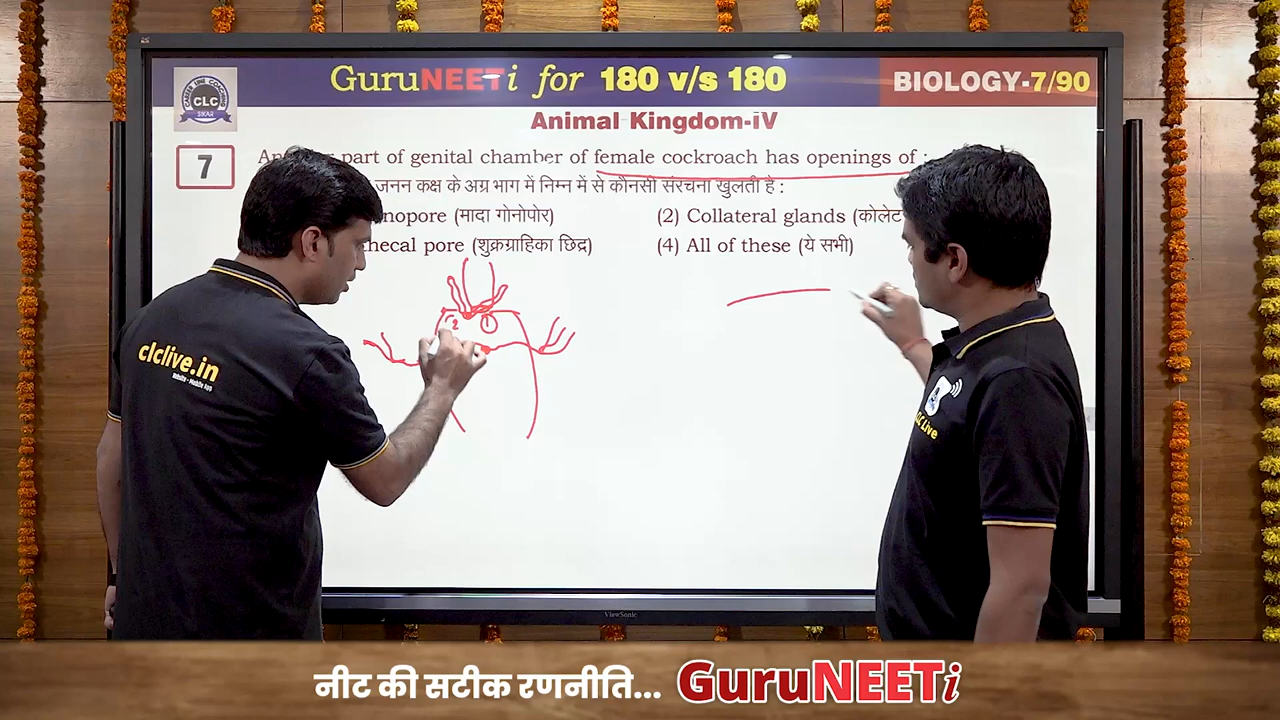 GuruNEETi for 180 v/s 180
BIOLOGY-7/90
CLC
SIKAR
Animal Kingdom-iV
7
part of genital chamber of female cockroach has openings of :
जनन कक्ष के अग्र भाग में निम्न में से कौनसी संरचना खुलती है :
(मादा गोनोपोर)
(2) Collateral glands
pore (शुक्रग्राहिका छिद्र)
(4) All of these (ये सभी)
clclive.in
Live
ViewSonic
नीट की सटीक रणनीति... GuruNEETi